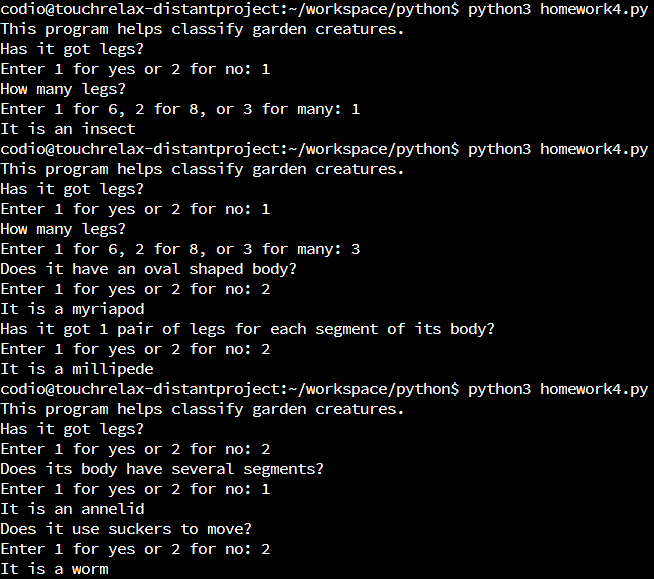 codio@touchrelax-distantproject:~/workspace/python$ python3 homework4.py
This program helps classify garden creatures.
Has it got legs?
Enter 1 for yes or 2 for no: 1
How many legs?
Enter 1 for 6, 2 for 8, or 3 for many: 1
It is an insect
codio@touchrelax-distantproject:~/workspace/python$ python3 homework4.py
This program helps classify garden creatures.
Has it got legs?
Enter 1 for yes or 2 for no: 1
How many legs?
Enter 1 for 6, 2 for 8, or 3 for many: 3
Does it have an oval shaped body?
Enter 1 for yes or 2 for no: 2
It is a myriapod
Has it got 1 pair of legs for each segment of its body?
Enter 1 for yes or 2 for no: 2
It is a millipede
codio@touchrelax-distantproject:~/workspace/python$ python3 homework4.py
This program helps classify garden creatures.
Has it got legs?
Enter 1 for yes or 2 for no: 2
Does its body have several segments?
Enter 1 for yes or 2 for no: 1
It is an annelid
Does it use suckers to move?
Enter 1 for yes or 2 for no: 2
It is a worm